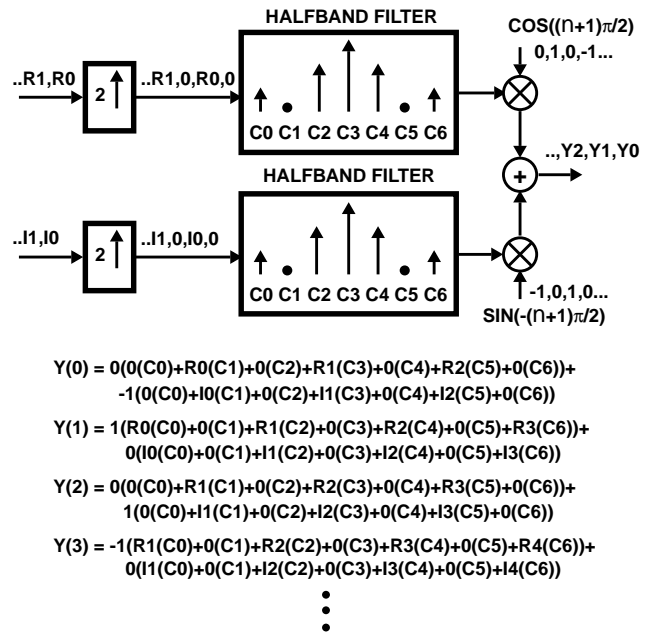 HALFBAND FILTER
COS((n+1)π/2)
0,1,0,-1...
..R1,R0
2
..R1,0,R0,0
C0 C1 C2 C3 C4 C5 C6
HALFBAND FILTER
+
..,Y2,Y1,Y0
..I1,I0
2
..I1,0,I0,0
C0 C1 C2 C3 C4 C5 C6
-1,0,1,0...
SIN(-(n+1)π/2)
Y(0) = 0(0(C0)+R0(C1)+0(C2)+R1(C3)+0(C4)+R2(C5)+0(C6))+
-1(0(C0)+I0(C1)+0(C2)+I1(C3)+0(C4)+I2(C5)+0(C6))
Y(1) = 1(R0(C0)+0(C1)+R1(C2)+0(C3)+R2(C4)+0(C5)+R3(C6))+
0(I0(C0)+0(C1)+I1(C2)+0(C3)+I2(C4)+0(C5)+I3(C6))
Y(2) = 0(0(C0)+R1(C1)+0(C2)+R2(C3)+0(C4)+R3(C5)+0(C6))+
1(0(C0)+I1(C1)+0(C2)+I2(C3)+0(C4)+I3(C5)+0(C6))
Y(3) = -1(R1(C0)+0(C1)+R2(C2)+0(C3)+R3(C4)+0(C5)+R4(C6))+
0(I1(C0)+0(C1)+I2(C2)+0(C3)+I3(C4)+0(C5)+I4(C6))